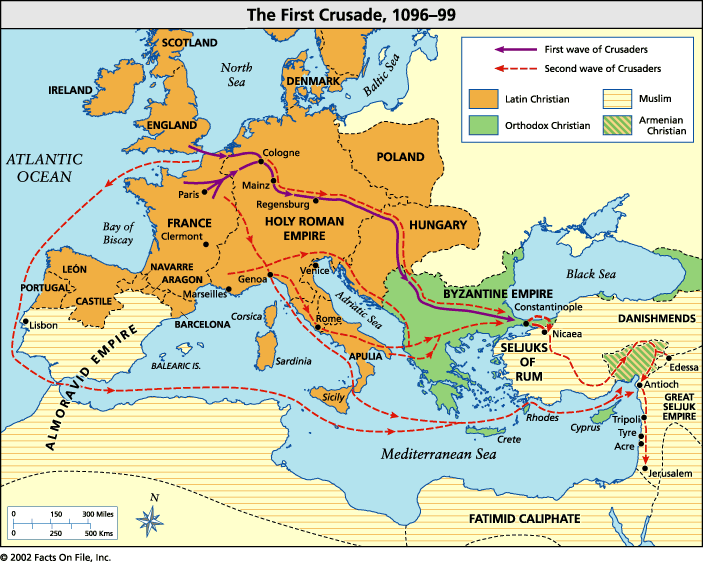 The First Crusade, 1096–99
First wave of Crusaders
Second wave of Crusaders
Latin Christian
Muslim
Orthodox Christian
Armenian
Christian
SCOTLAND
North
Sea
DENMARK
Baltic Sea
IRELAND
ENGLAND
ATLANTIC
OCEAN
Cologne
POLAND
Mainz
Paris
Regensburg
Bay of
Biscay
FRANCE
HOLY ROMAN
EMPIRE
HUNGARY
Clermont
LEÓN
NAVARRE
ARAGON
Genoa
Venice
Black Sea
PORTUGAL
CASTILE
Marseilles
BYZANTINE EMPIRE
Constantinople
Adriatic Sea
Corsica
Rome
DANISHMENDS
Lisbon
BARCELONA
Nicaea
SELJUKS
OF
RUM
BALEARIC IS.
Sardinia
APULIA
Edessa
ALMORAVID EMPIRE
Antioch
Sicily
GREAT
SELJUK
EMPIRE
Rhodes
Cyprus
Tripoli
Crete
Tyre
Acre
Mediterranean Sea
Jerusalem
N
0 150 300 Miles
0 250 500 Kms
FATIMID CALIPHATE
© 2002 Facts On File, Inc.